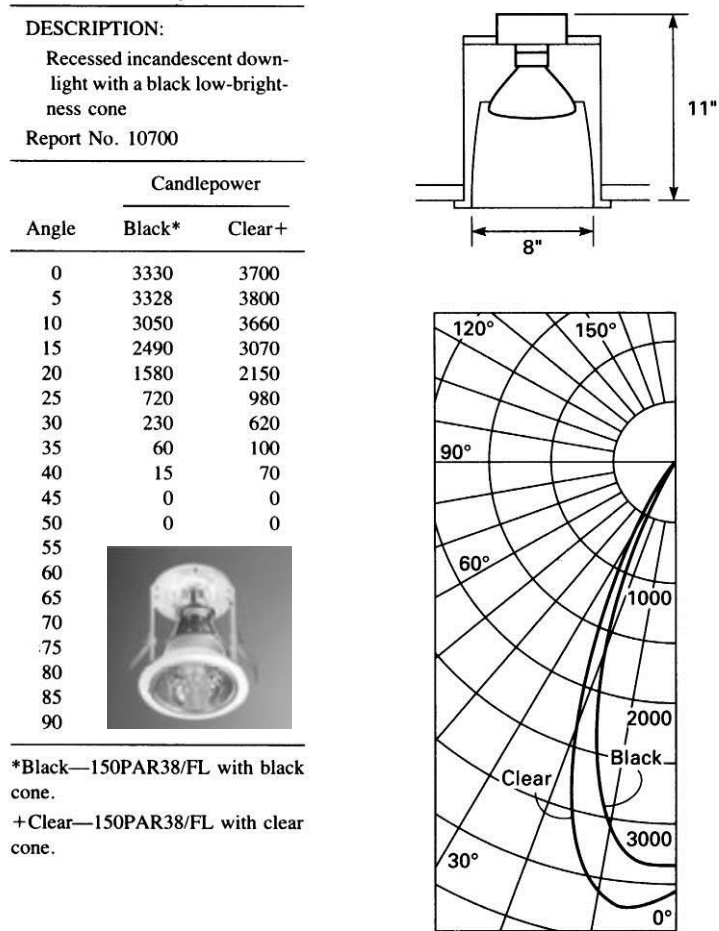 DESCRIPTION:
Recessed incandescent down-
light with a black low-bright-
ness cone
Report No. 10700
Candlepower
Angle Black* Clear+
0 3330 3700
5 3328 3800
10 3050 3660
15 2490 3070
20 1580 2150
25 720 980
30 230 620
35 60 100
40 15 70
45 0 0
50 0 0
55
60
65
70
75
80
85
90
*Black—150PAR38/FL with black
cone.
+Clear—150PAR38/FL with clear
cone.
11"
8"
120° 150°
90°
60°
1000
2000
Black
Clear
3000
30°
0°